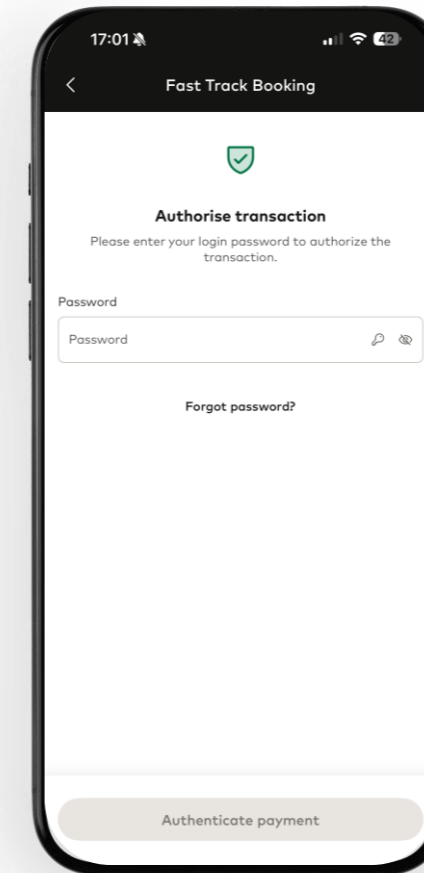 17:01
42
Fast Track Booking
Authorise transaction
Please enter your login password to authorize the
transaction.
Password
Password
Forgot password?
Authenticate payment